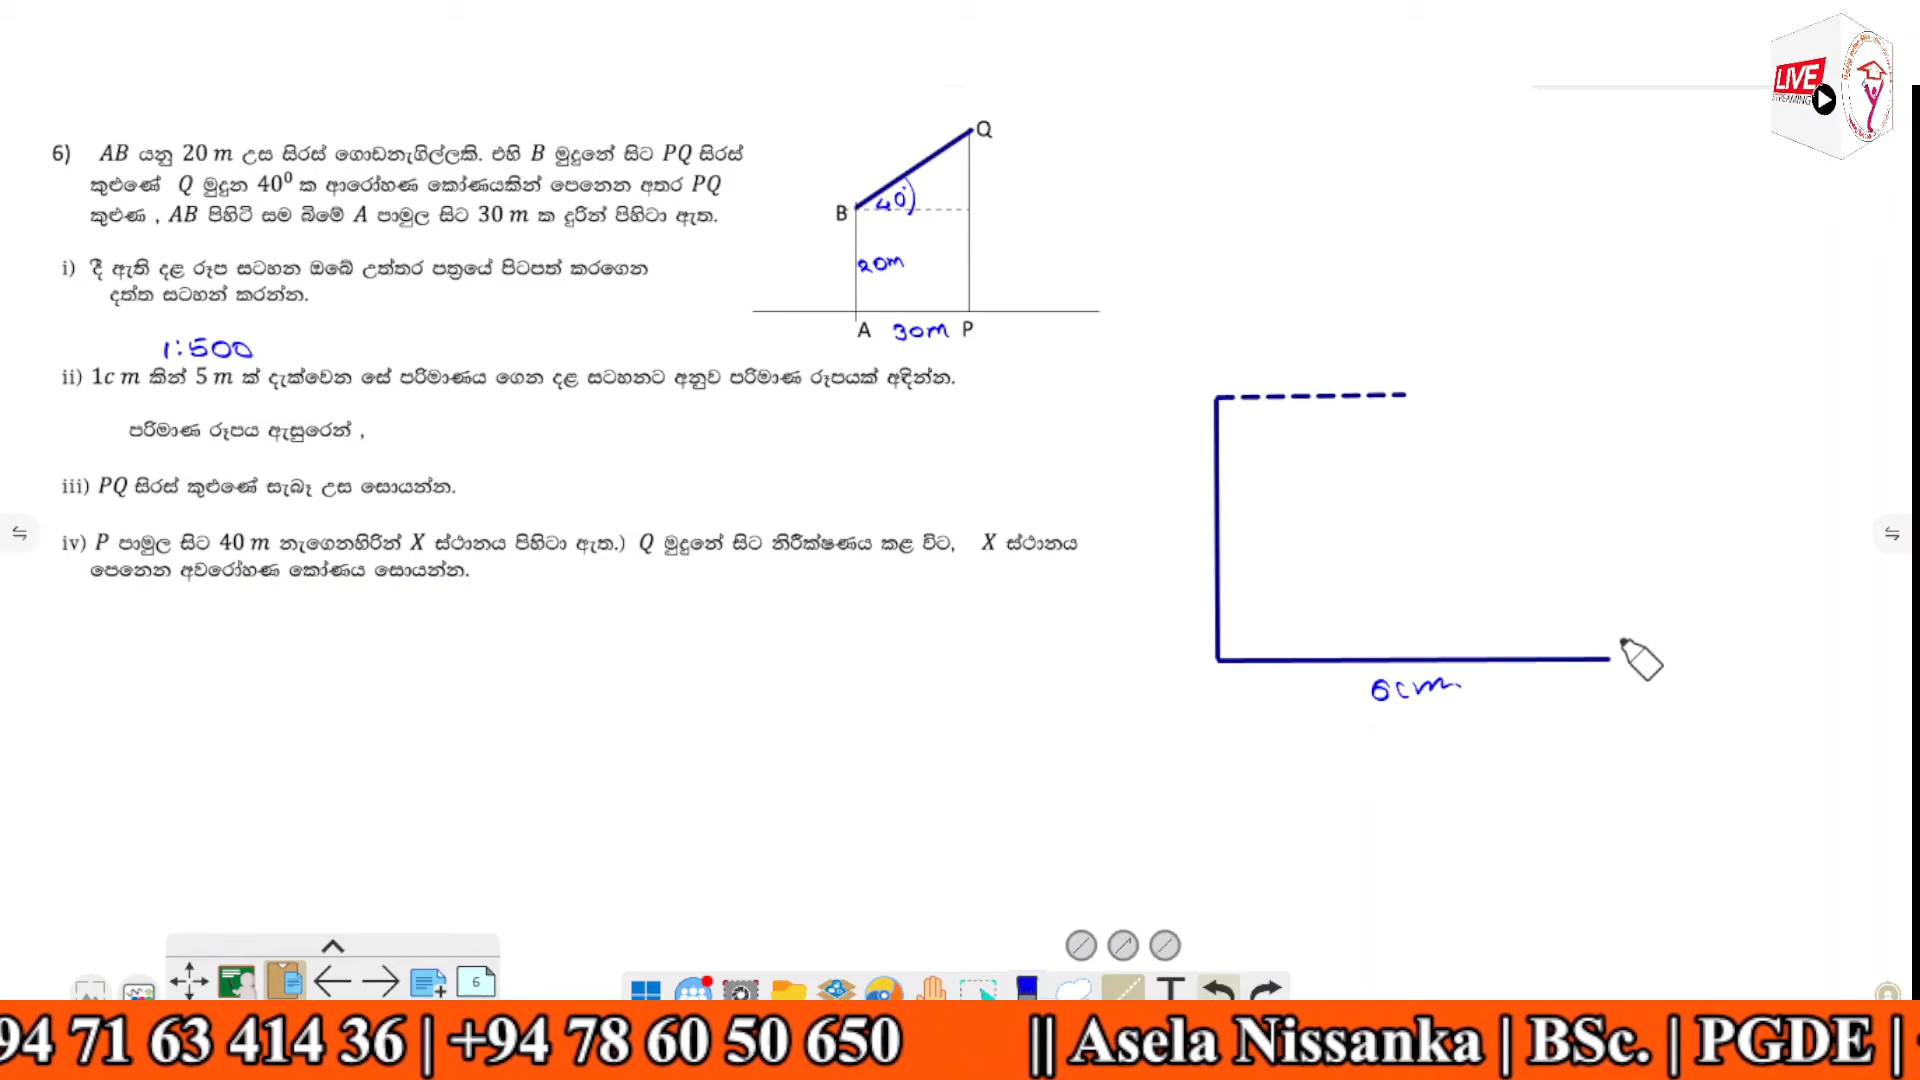 LIVE
STREAMING
Q
6) AB යනු 20 m උස සිරස් ගොඩනැගිල්ලකි. එහි B මුදුනේ සිට PQ සිරස්
කුළුණේ Q මුදුන 40⁰ ක ආරෝහණ කෝණයකින් පෙනෙන අතර PQ
කුළුණ , AB පිහිටි සම බිමේ A පාමුල සිට 30 m ක දුරින් පිහිටා ඇත.
B 40°
20m
A 30m P
i) දී ඇති දළ රූප සටහන ඔබේ උත්තර පත්‍රයේ පිටපත් කරගෙන
දත්ත සටහන් කරන්න.
1:500
ii) 1c m කින් 5 m ක් දැක්වෙන සේ පරිමාණය ගෙන දළ සටහනට අනුව පරිමාණ රූපයක් අඳින්න.
පරිමාණ රූපය ඇසුරෙන් ,
iii) PQ සිරස් කුළුණේ සැබෑ උස සොයන්න.
iv) P පාමුල සිට 40 m නැගෙනහිරින් X ස්ථානය පිහිටා ඇත.) Q මුදුනේ සිට නිරීක්ෂණය කළ විට, X ස්ථානය
පෙනෙන අවරෝහණ කෝණය සොයන්න.
6cm
6
T
94 71 63 414 36 | +94 78 60 50 650 || Asela Nissanka | BSc. | PGDE |